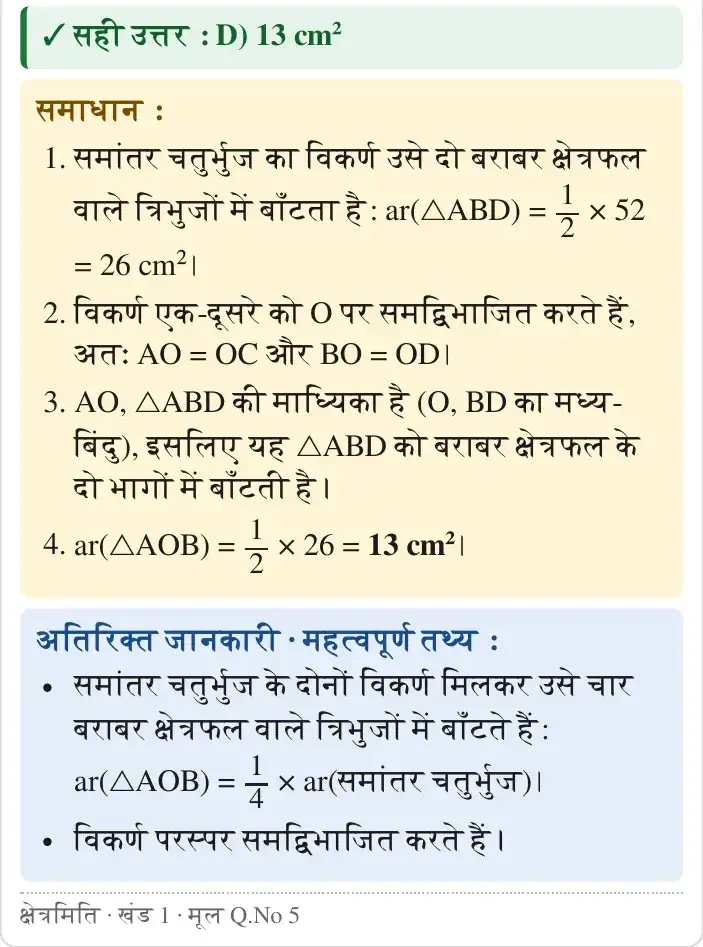 ✓ सही उत्तर : D) 13 cm²
समाधान :
1. समांतर चतुर्भुज का विकर्ण उसे दो बराबर क्षेत्रफल
वाले त्रिभुजों में बाँटता है : ar(△ABD) = 1/2 × 52
= 26 cm²।
2. विकर्ण एक-दूसरे को O पर समद्विभाजित करते हैं,
अतः AO = OC और BO = OD।
3. AO, △ABD की माध्यिका है (O, BD का मध्य-
बिंदु), इसलिए यह △ABD को बराबर क्षेत्रफल के
दो भागों में बाँटती है।
4. ar(△AOB) = 1/2 × 26 = 13 cm²।
अतिरिक्त जानकारी · महत्वपूर्ण तथ्य :
• समांतर चतुर्भुज के दोनों विकर्ण मिलकर उसे चार
बराबर क्षेत्रफल वाले त्रिभुजों में बाँटते हैं :
ar(△AOB) = 1/4 × ar(समांतर चतुर्भुज)।
• विकर्ण परस्पर समद्विभाजित करते हैं।
क्षेत्रमिति · खंड 1 · मूल Q.No 5